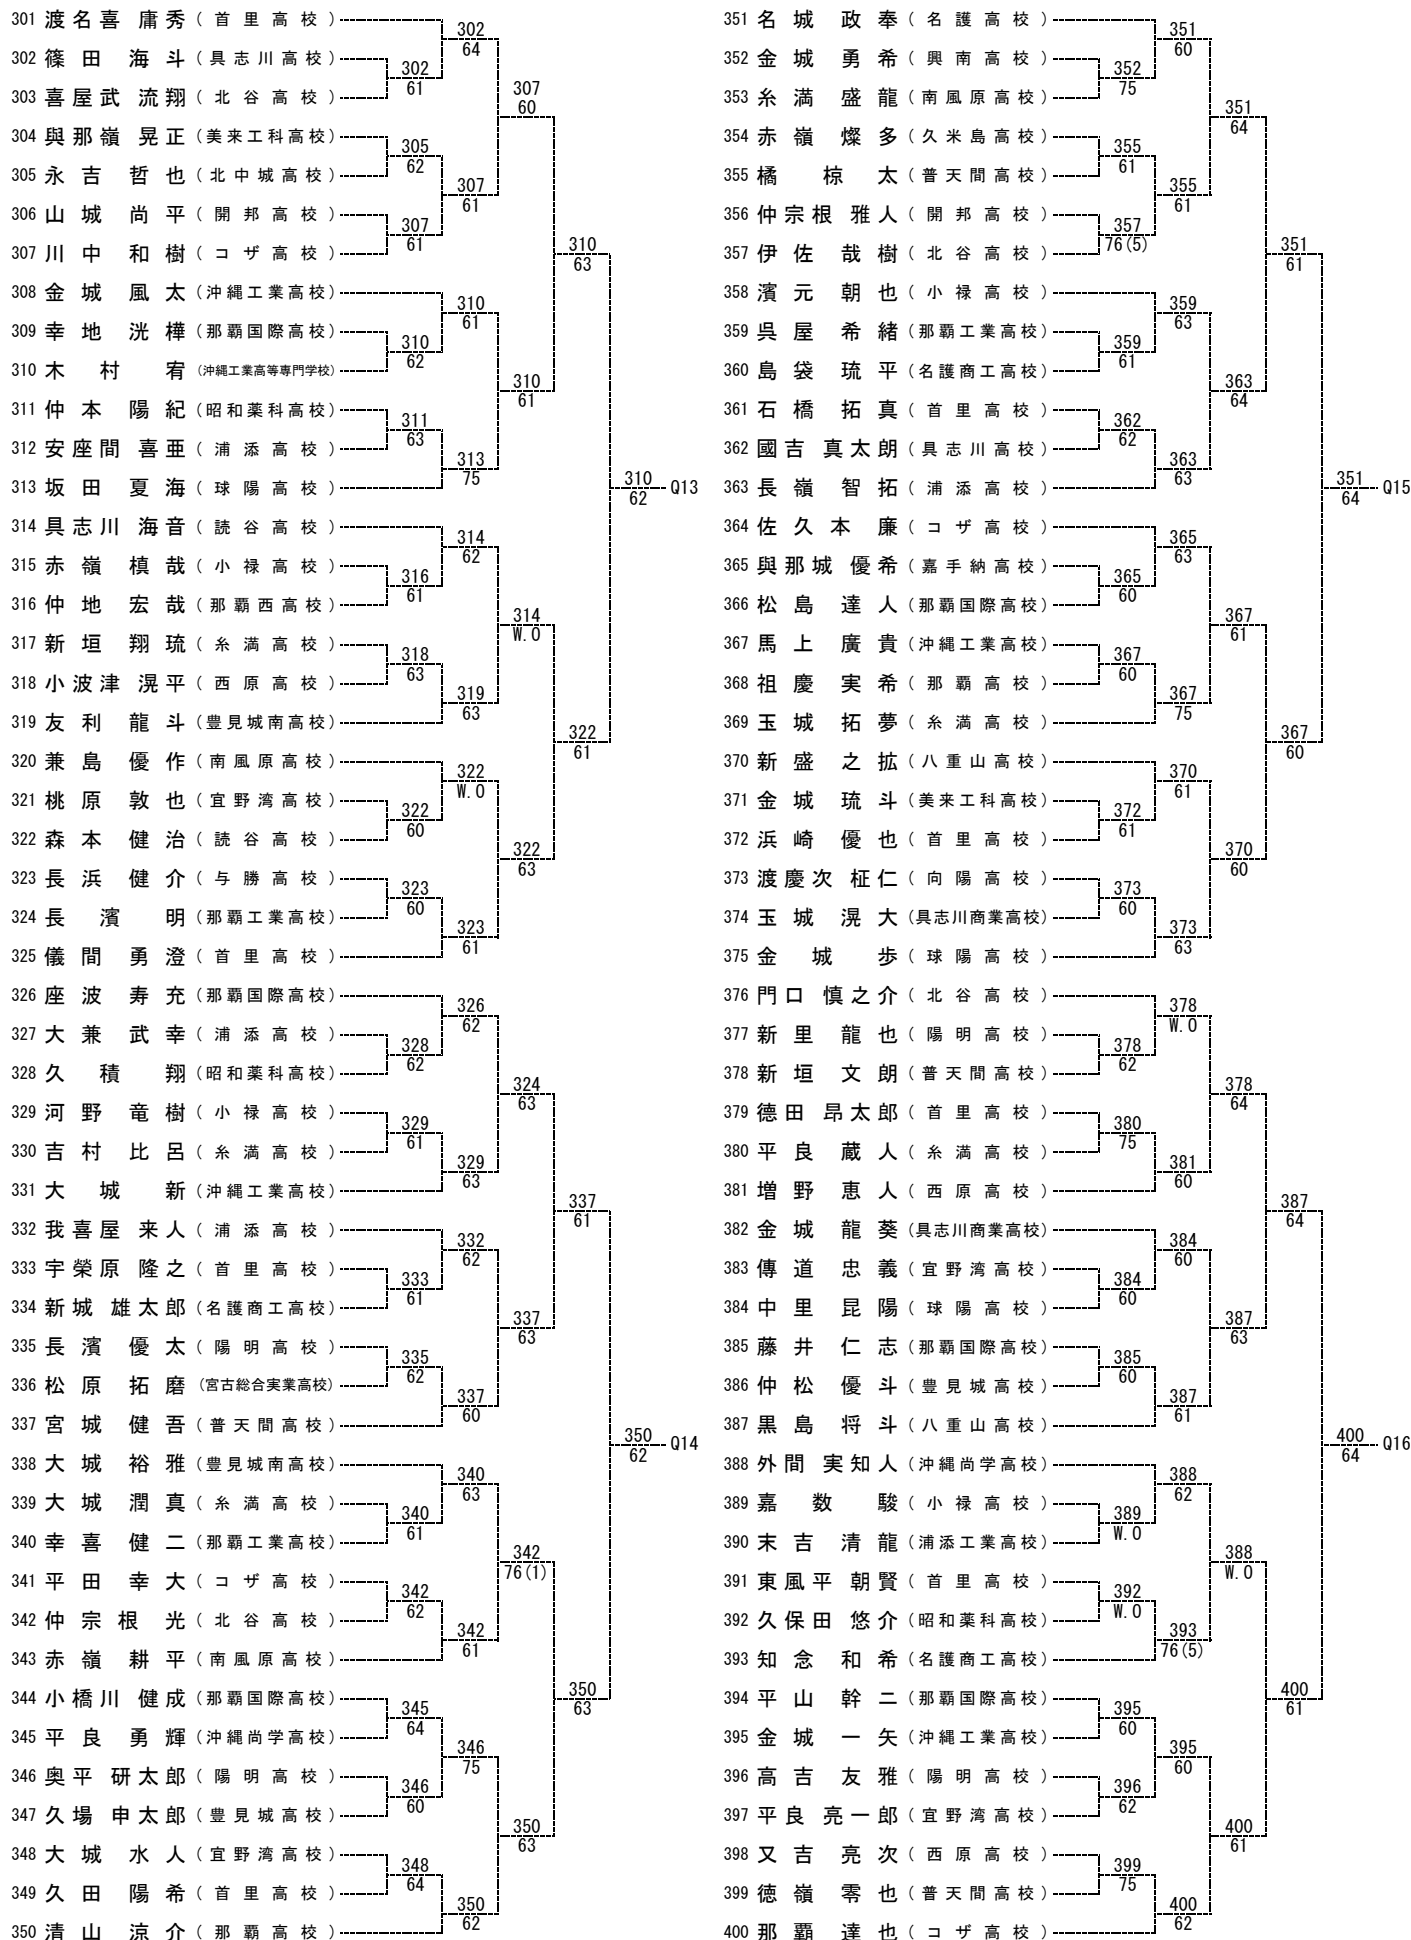 301 渡名喜 庸秀 (首里高校)
302
64
302 篠田 海斗 (具志川高校)
302
61
303 喜屋武 流翔 (北谷高校)
307
60
304 與那嶺 晃正 (美来工科高校)
305
62
305 永吉 哲也 (北中城高校)
307
61
306 山城 尚平 (開邦高校)
307
61
307 川中 和樹 (コザ高校)
310
63
308 金城 風太 (沖縄工業高校)
310
61
309 幸地 洸樺 (那覇国際高校)
310
62
310 木村 宥 (沖縄工業高等専門学校)
310
61
311 仲本 陽紀 (昭和薬科高校)
311
63
312 安座間 喜亜 (浦添高校)
313
75
313 坂田 夏海 (球陽高校)
310
62
Q13
314 具志川 海音 (読谷高校)
314
62
315 赤嶺 槙哉 (小禄高校)
316
61
316 仲地 宏哉 (那覇西高校)
314
W.O
317 新垣 翔琉 (糸満高校)
318
63
318 小波津 滉平 (西原高校)
319
63
319 友利 龍斗 (豊見城南高校)
322
61
320 兼島 優作 (南風原高校)
322
W.O
321 桃原 敦也 (宜野湾高校)
322
60
322 森本 健治 (読谷高校)
322
63
323 長浜 健介 (与勝高校)
323
60
324 長濱 明 (那覇工業高校)
323
61
325 儀間 勇澄 (首里高校)
326 座波 寿充 (那覇国際高校)
326
62
327 大兼 武幸 (浦添高校)
328
62
328 久積 翔 (昭和薬科高校)
324
63
329 河野 竜樹 (小禄高校)
329
61
330 吉村 比呂 (糸満高校)
329
63
331 大城 新 (沖縄工業高校)
337
61
332 我喜屋 来人 (浦添高校)
332
62
333 宇榮原 隆之 (首里高校)
333
61
334 新城 雄太郎 (名護商工高校)
337
63
335 長濱 優太 (陽明高校)
335
62
336 松原 拓磨 (宮古総合実業高校)
337
60
337 宮城 健吾 (普天間高校)
350
62
Q14
338 大城 裕雅 (豊見城南高校)
340
63
339 大城 潤真 (糸満高校)
340
61
340 幸喜 健二 (那覇工業高校)
342
76(1)
341 平田 幸大 (コザ高校)
342
62
342 仲宗根 光 (北谷高校)
342
61
343 赤嶺 耕平 (南風原高校)
350
63
344 小橋川 健成 (那覇国際高校)
345
64
345 平良 勇輝 (沖縄尚学高校)
346
75
346 奥平 研太郎 (陽明高校)
346
60
347 久場 申太郎 (豊見城高校)
350
63
348 大城 水人 (宜野湾高校)
348
64
349 久田 陽希 (首里高校)
350
62
350 清山 涼介 (那覇高校)
351 名城 政奉 (名護高校)
351
60
352 金城 勇希 (興南高校)
352
75
353 糸満 盛龍 (南風原高校)
351
64
354 赤嶺 燦多 (久米島高校)
355
61
355 橘 椋太 (普天間高校)
355
61
356 仲宗根 雅人 (開邦高校)
357
76(5)
357 伊佐 哉樹 (北谷高校)
351
61
358 濱元 朝也 (小禄高校)
359
63
359 呉屋 希緒 (那覇工業高校)
359
61
360 島袋 琉平 (名護商工高校)
363
64
361 石橋 拓真 (首里高校)
362
62
362 國吉 真太朗 (具志川高校)
363
63
363 長嶺 智拓 (浦添高校)
351
64
Q15
364 佐久本 廉 (コザ高校)
365
63
365 與那城 優希 (嘉手納高校)
365
60
366 松島 達人 (那覇国際高校)
367
61
367 馬上 廣貴 (沖縄工業高校)
367
60
368 祖慶 実希 (那覇高校)
367
75
369 玉城 拓夢 (糸満高校)
367
60
370 新盛 之拡 (八重山高校)
370
61
371 金城 琉斗 (美来工科高校)
372
61
372 浜崎 優也 (首里高校)
370
60
373 渡慶次 柾仁 (向陽高校)
373
60
374 玉城 滉大 (具志川商業高校)
373
63
375 金城 歩 (球陽高校)
376 門口 慎之介 (北谷高校)
378
W.O
377 新里 龍也 (陽明高校)
378
62
378 新垣 文朗 (普天間高校)
378
64
379 德田 昂太郎 (首里高校)
380
75
380 平良 蔵人 (糸満高校)
381
60
381 増野 恵人 (西原高校)
387
64
382 金城 龍葵 (具志川商業高校)
384
60
383 傳道 忠義 (宜野湾高校)
384
60
384 中里 昆陽 (球陽高校)
387
63
385 藤井 仁志 (那覇国際高校)
385
60
386 仲松 優斗 (豊見城高校)
387
61
387 黒島 将斗 (八重山高校)
400
64
Q16
388 外間 実知人 (沖縄尚学高校)
388
62
389 嘉数 駿 (小禄高校)
389
W.O
390 末吉 清龍 (浦添工業高校)
388
W.O
391 東風平 朝賢 (首里高校)
392
W.O
392 久保田 悠介 (昭和薬科高校)
393
76(5)
393 知念 和希 (名護商工高校)
400
61
394 平山 幹二 (那覇国際高校)
395
60
395 金城 一矢 (沖縄工業高校)
395
60
396 高吉 友雅 (陽明高校)
396
62
397 平良 亮一郎 (宜野湾高校)
400
61
398 又吉 亮次 (西原高校)
399
75
399 徳嶺 零也 (普天間高校)
400
62
400 那覇 達也 (コザ高校)